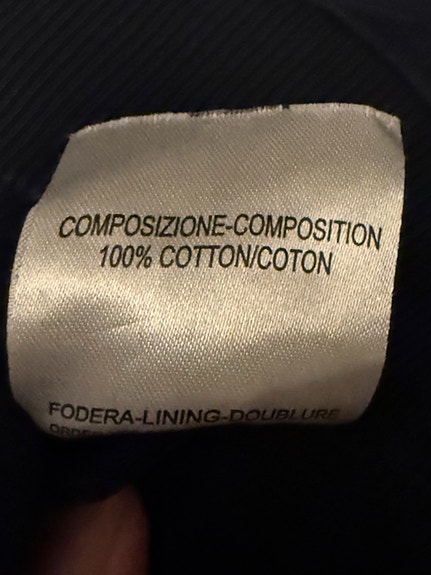 COMPOSIZIONE-COMPOSITION
100% COTTON/COTON
FODERA-LINING-DOUBLURE